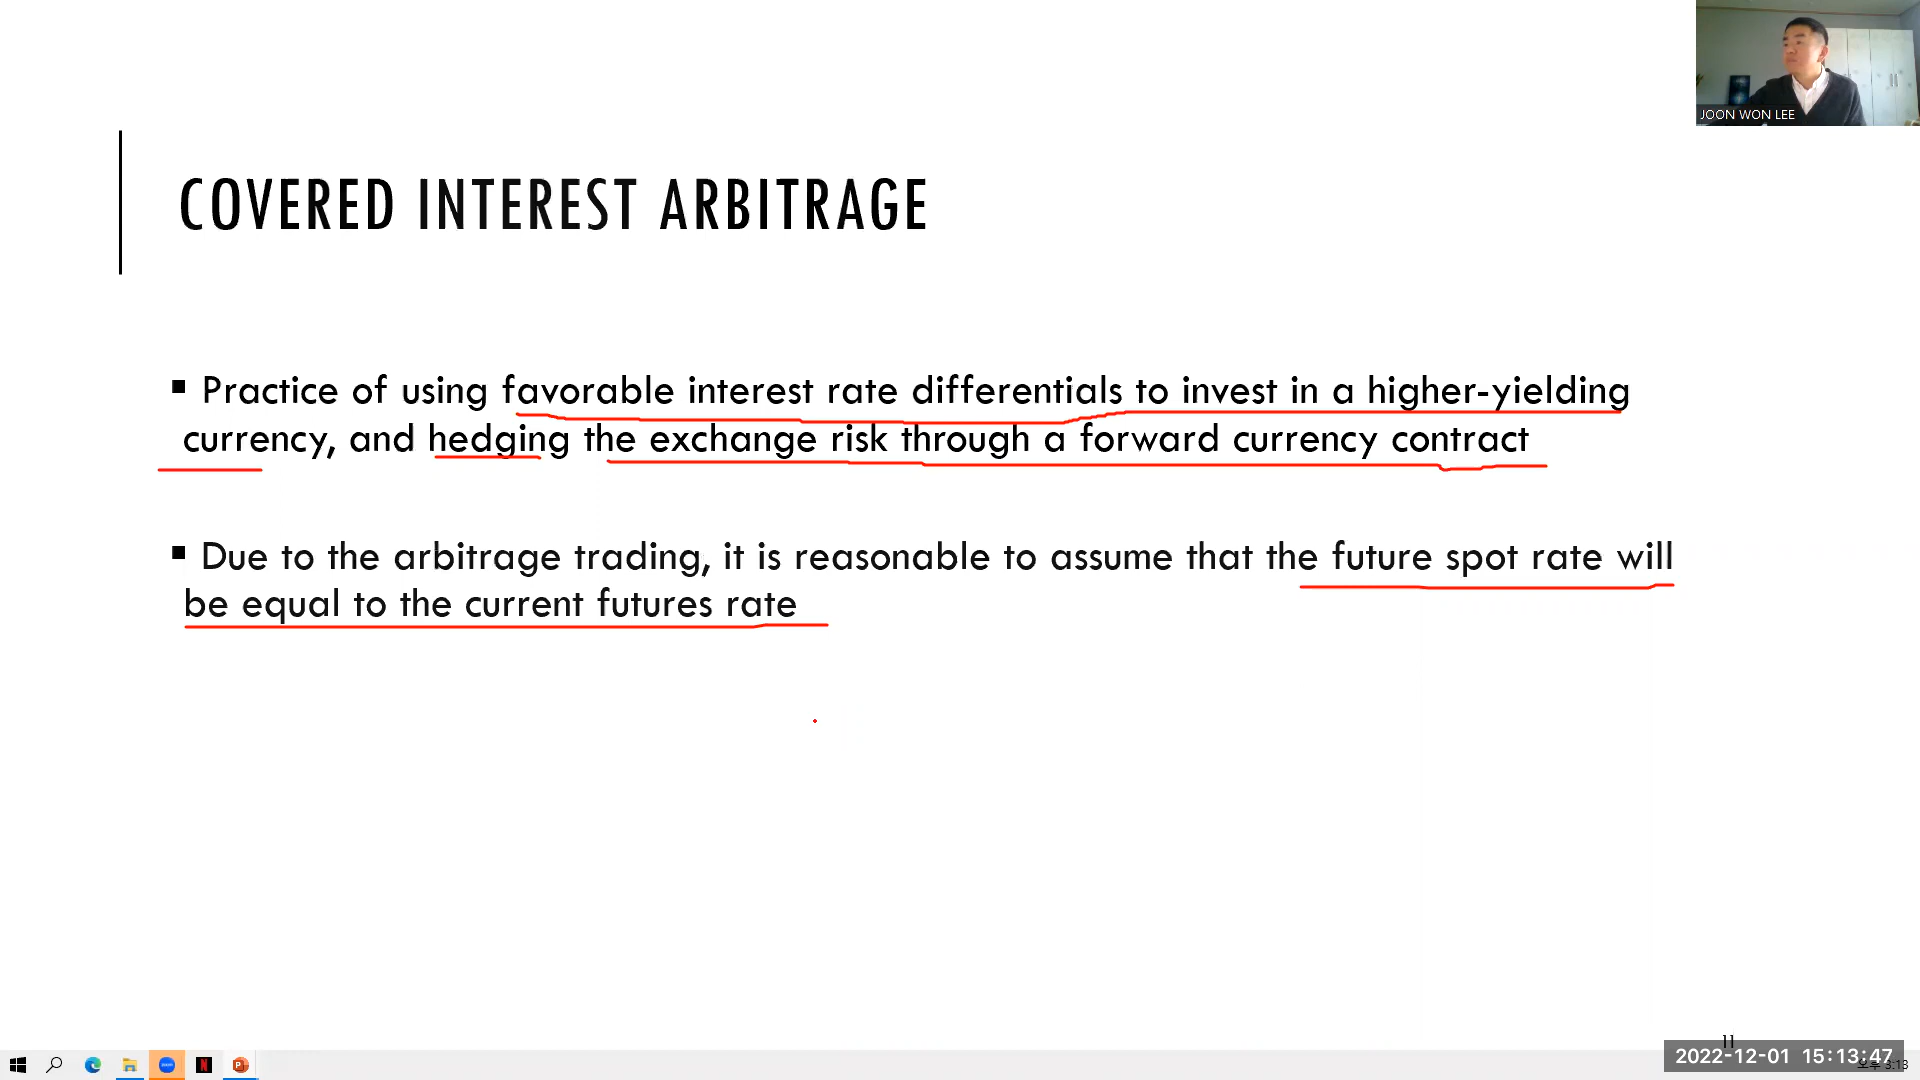 JOON WON LEE
COVERED INTEREST ARBITRAGE
▪ Practice of using favorable interest rate differentials to invest in a higher-yielding
currency, and hedging the exchange risk through a forward currency contract
▪ Due to the arbitrage trading, it is reasonable to assume that the future spot rate will
be equal to the current futures rate
11
2022-12-01 15:13:47